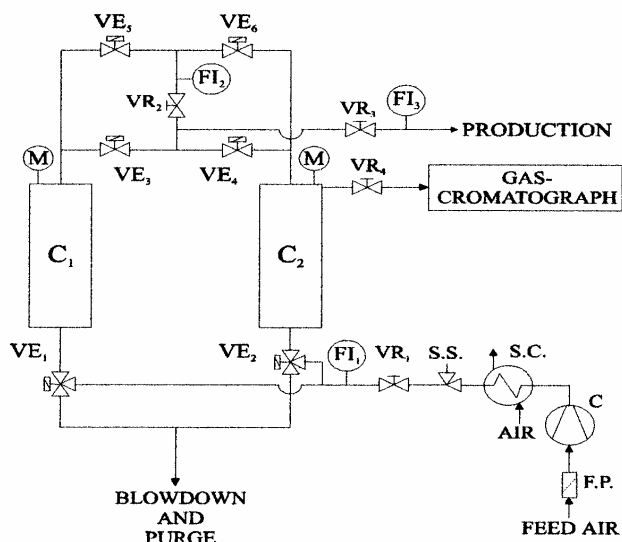 VE5
VE6
FI2
VR2
VR3
FI3
PRODUCTION
M
VE3
VE4
M
VR4
GAS-
CROMATOGRAPH
C1
C2
VE1
VE2
FI1
VR1
S.S.
S.C.
C
AIR
F.P.
BLOWDOWN
AND
PURGE
FEED AIR